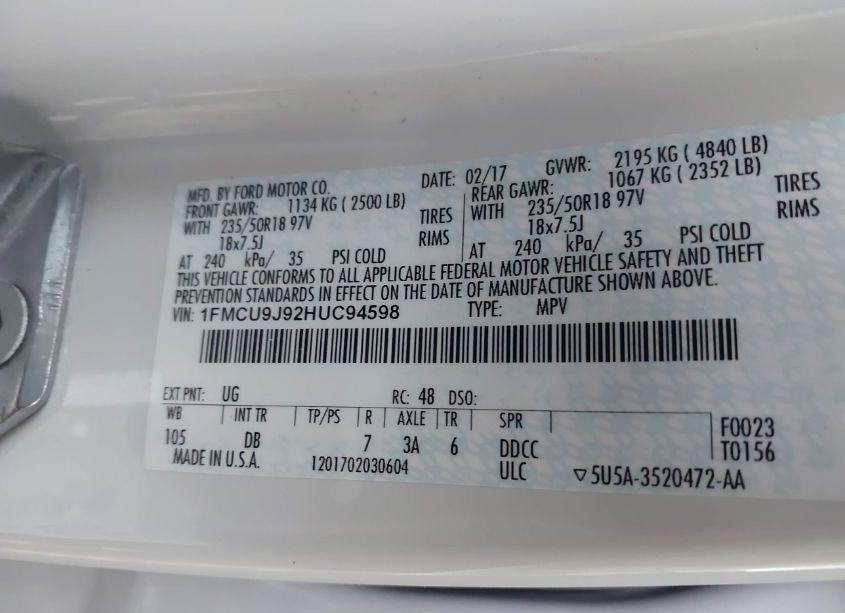 MFD. BY FORD MOTOR CO. DATE: 02/17 GVWR: 2195 KG ( 4840 LB)
FRONT GAWR: 1134 KG ( 2500 LB) REAR GAWR: 1067 KG ( 2352 LB)
WITH 235/50R18 97V TIRES WITH 235/50R18 97V TIRES
18x7.5J RIMS 18x7.5J RIMS
AT 240 kPa/ 35 PSI COLD AT 240 kPa/ 35 PSI COLD
THIS VEHICLE CONFORMS TO ALL APPLICABLE FEDERAL MOTOR VEHICLE SAFETY AND THEFT
PREVENTION STANDARDS IN EFFECT ON THE DATE OF MANUFACTURE SHOWN ABOVE.
VIN: 1FMCU9J92HUC94598 TYPE: MPV
EXT PNT: UG RC: 48 DSO:
WB INT TR TP/PS R AXLE TR SPR F0023
105 DB 7 3A 6 DDCC T0156
MADE IN U.S.A. 1201702030604 ULC ▽5U5A-3520472-AA